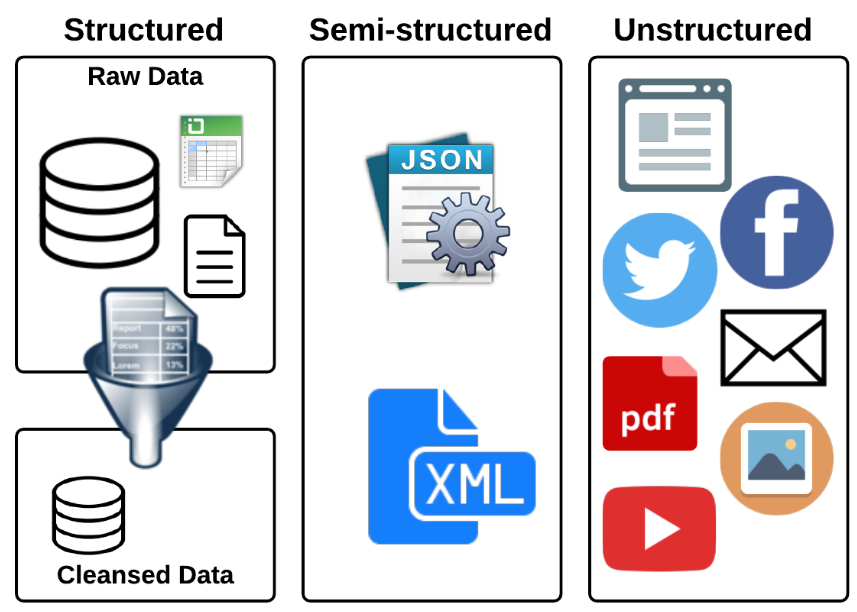 Structured
Semi-structured
Unstructured
Raw Data
JSON
Report 48%
Focus 22%
Lorem 13%
pdf
XML
Cleansed Data